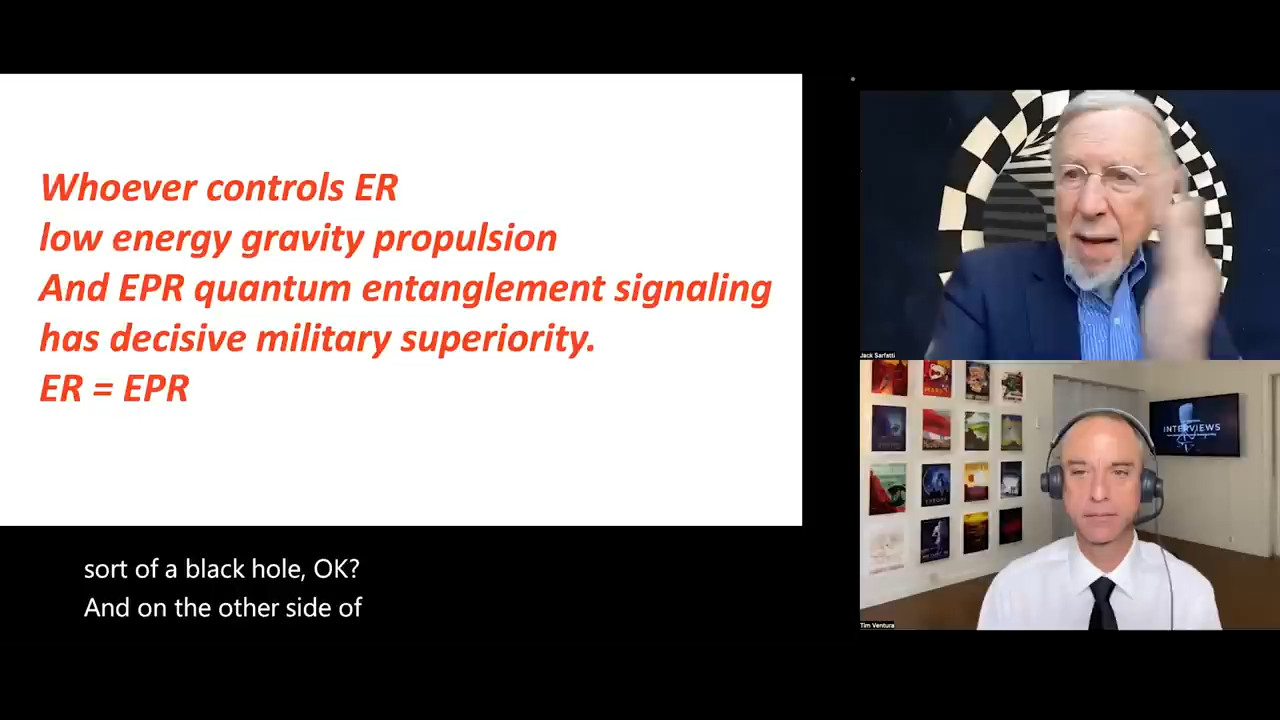 Whoever controls ER
low energy gravity propulsion
And EPR quantum entanglement signaling
has decisive military superiority.
ER = EPR
sort of a black hole, OK?
And on the other side of
Jack Sarfatti
INTERVIEWS
Tim Ventura